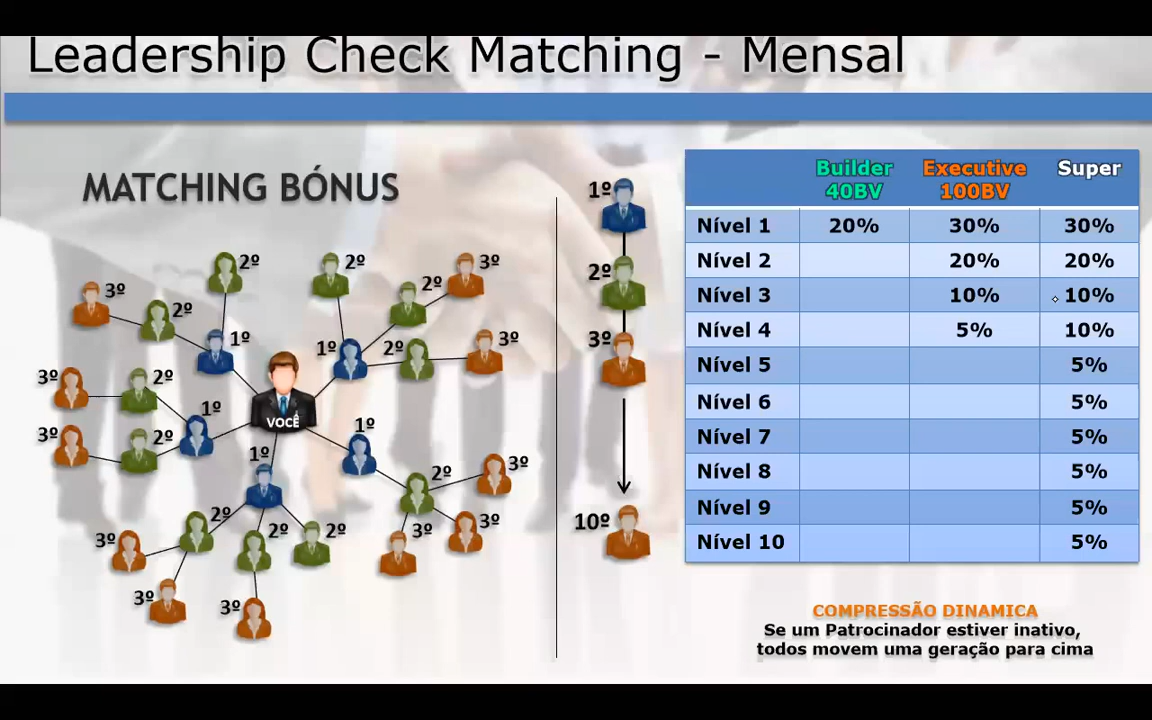 Leadership Check Matching - Mensal
MATCHING BÓNUS
2º
2º
3º
2º
3º
2º
1º
1º
2º
3º
3º
2º
1º
VOCÊ
1º
3º
2º
1º
2º
3º
2º
2º
2º
3º
3º
3º
3º
3º
1º
2º
3º
10º
Builder Executive Super
40BV 100BV
Nível 1 20% 30% 30%
Nível 2 20% 20%
Nível 3 10% 10%
Nível 4 5% 10%
Nível 5 5%
Nível 6 5%
Nível 7 5%
Nível 8 5%
Nível 9 5%
Nível 10 5%
COMPRESSÃO DINAMICA
Se um Patrocinador estiver inativo,
todos movem uma geração para cima